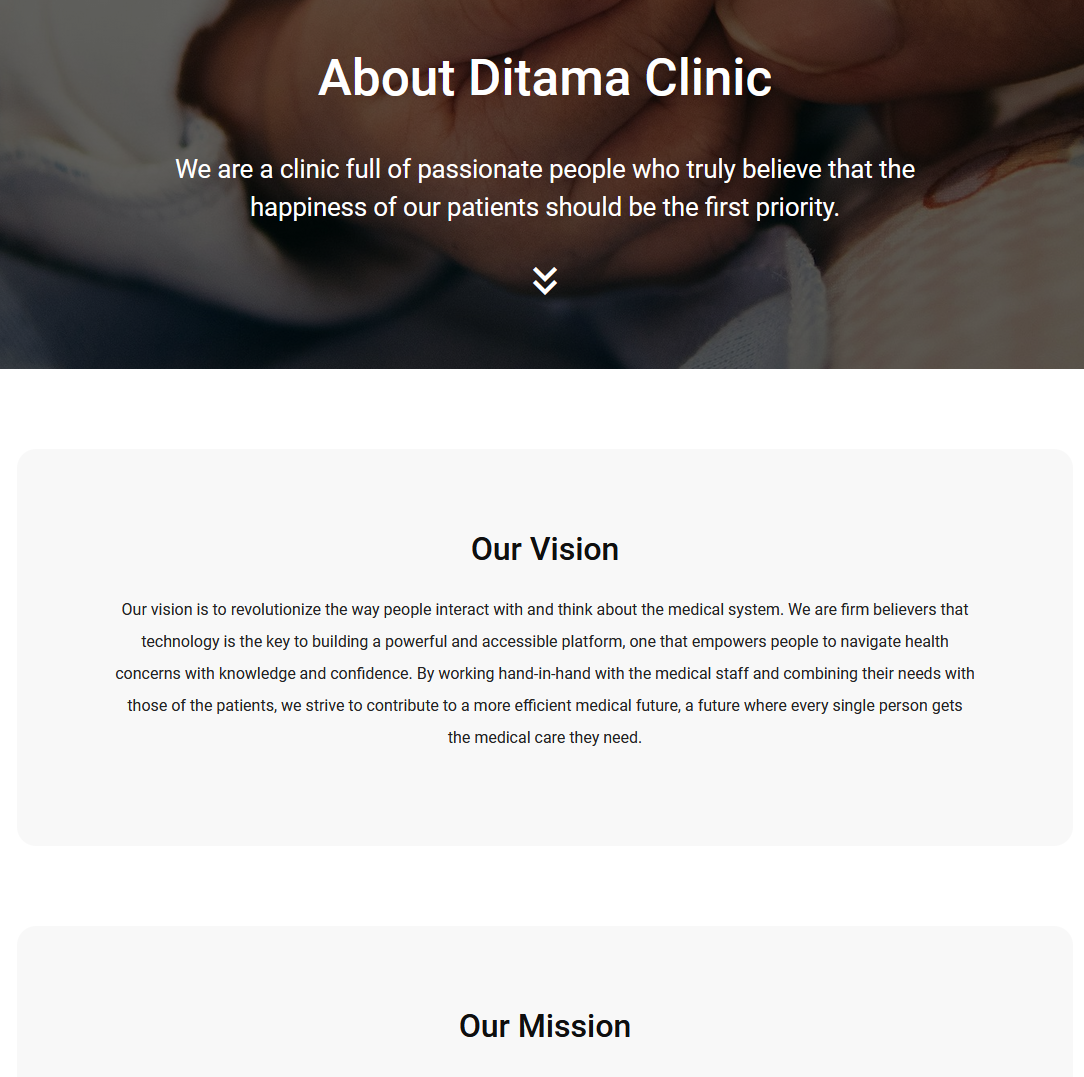 About Ditama Clinic
We are a clinic full of passionate people who truly believe that the
happiness of our patients should be the first priority.
Our Vision
Our vision is to revolutionize the way people interact with and think about the medical system. We are firm believers that
technology is the key to building a powerful and accessible platform, one that empowers people to navigate health
concerns with knowledge and confidence. By working hand-in-hand with the medical staff and combining their needs with
those of the patients, we strive to contribute to a more efficient medical future, a future where every single person gets
the medical care they need.
Our Mission